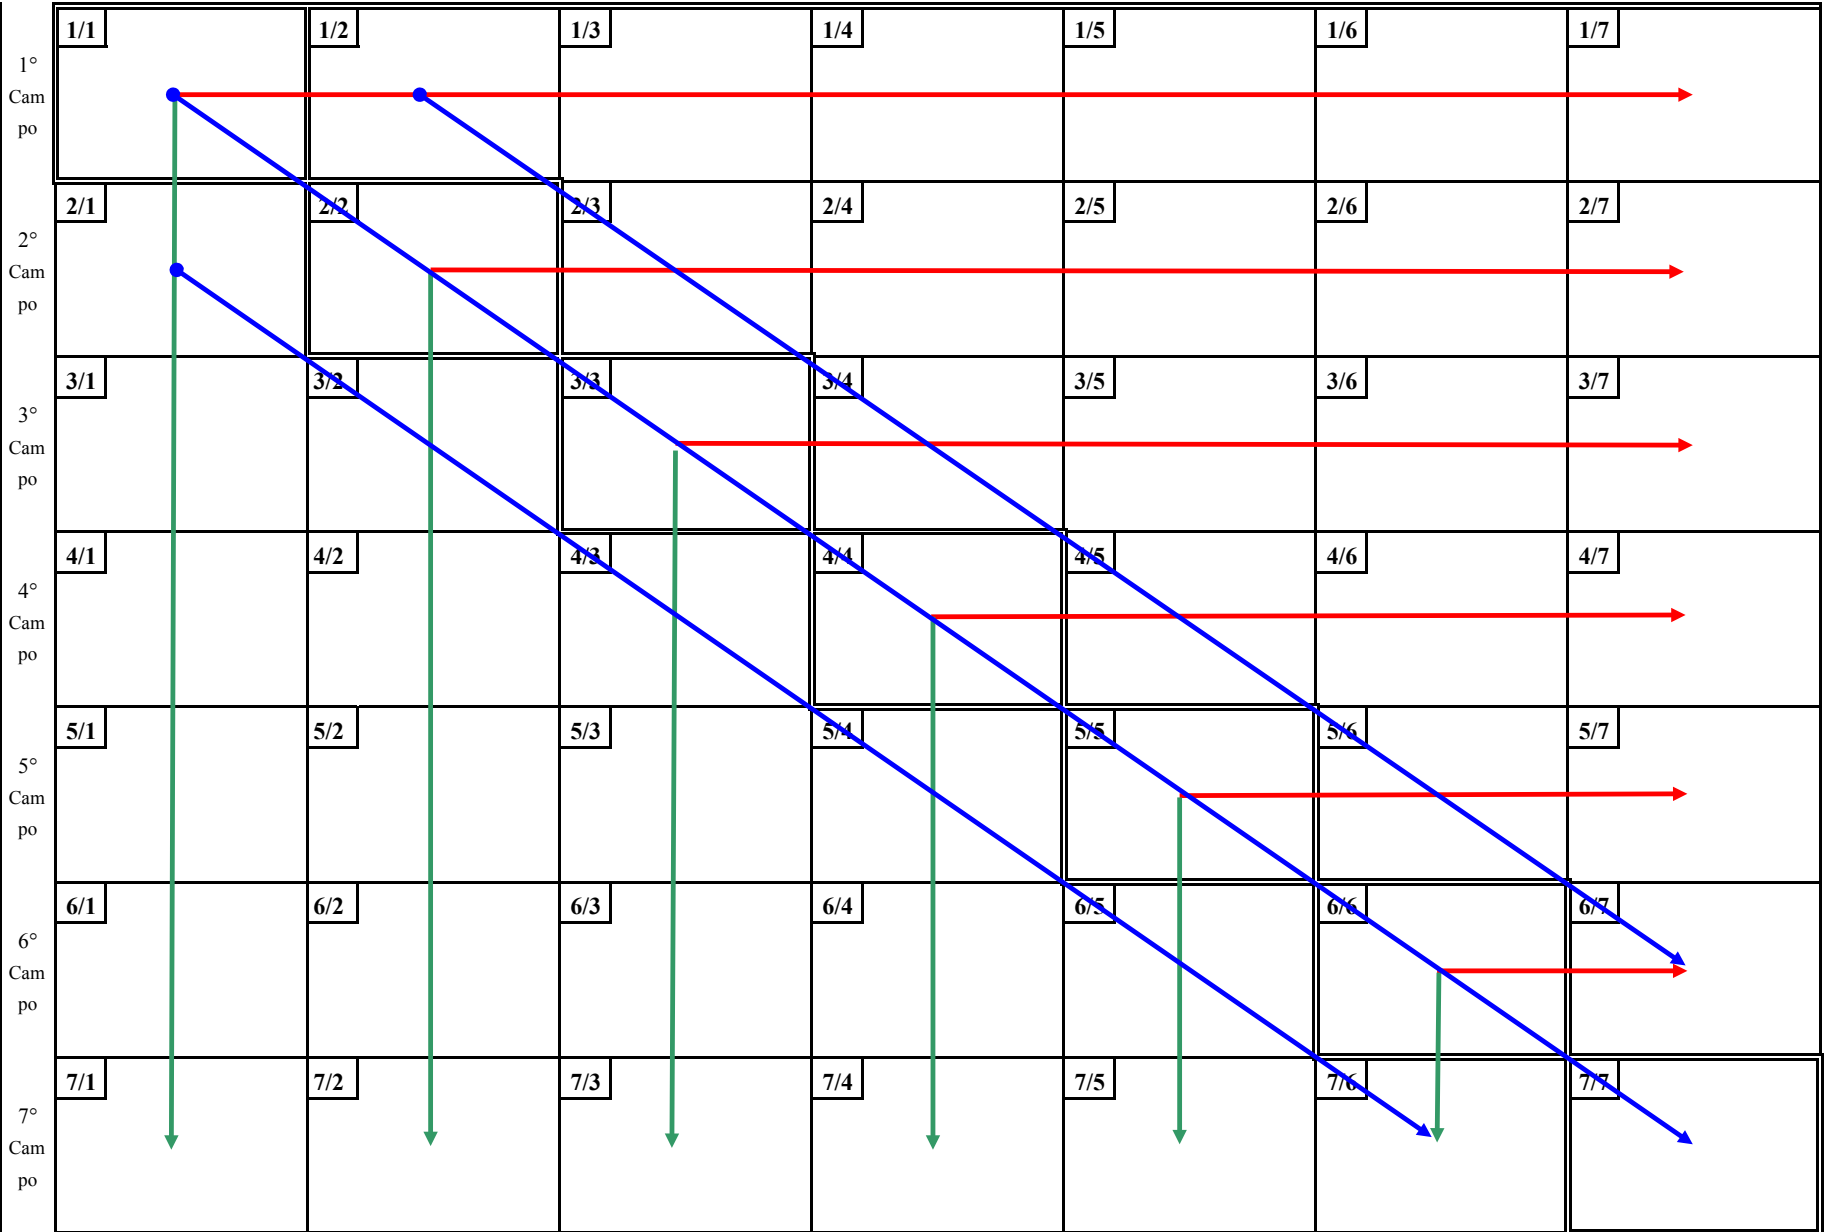 1/1 1/2 1/3 1/4 1/5 1/6 1/7
1°
Cam
po
2/1 2/2 2/3 2/4 2/5 2/6 2/7
2°
Cam
po
3/1 3/2 3/3 3/4 3/5 3/6 3/7
3°
Cam
po
4/1 4/2 4/3 4/4 4/5 4/6 4/7
4°
Cam
po
5/1 5/2 5/3 5/4 5/5 5/6 5/7
5°
Cam
po
6/1 6/2 6/3 6/4 6/5 6/6 6/7
6°
Cam
po
7/1 7/2 7/3 7/4 7/5 7/6 7/7
7°
Cam
po